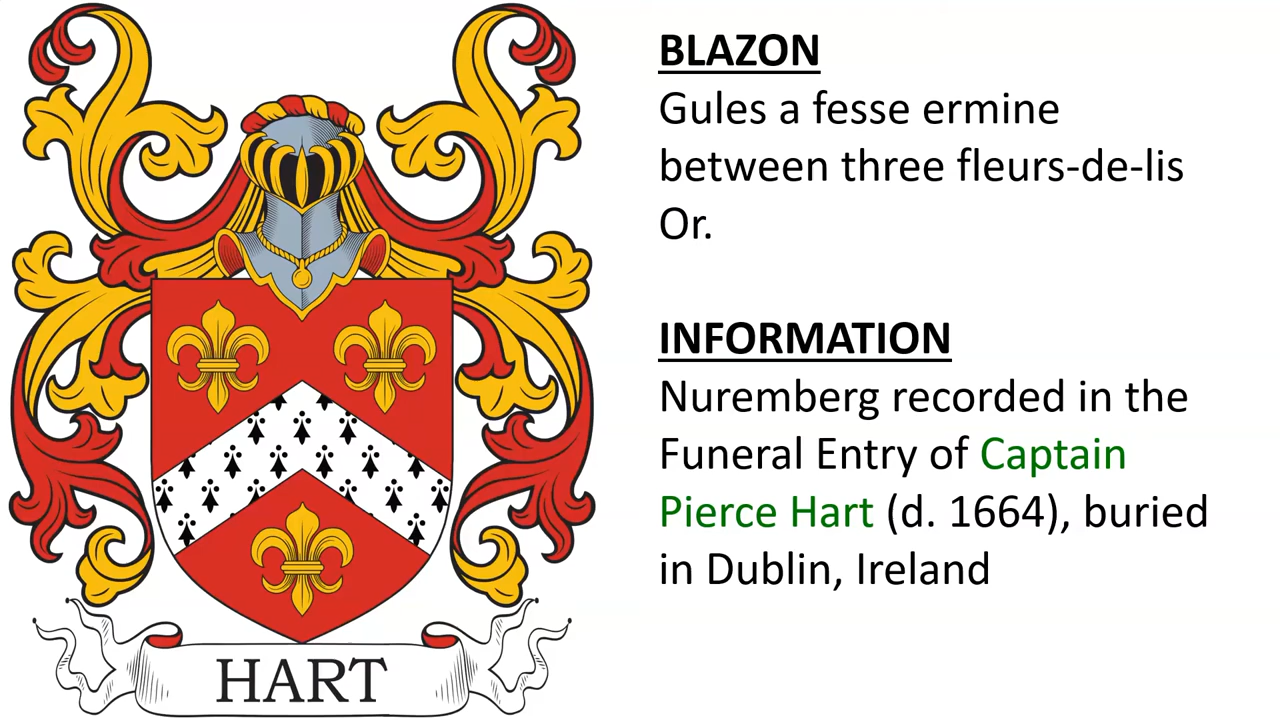 BLAZON
Gules a fesse ermine
between three fleurs-de-lis
Or.
INFORMATION
Nuremberg recorded in the
Funeral Entry of Captain
Pierce Hart (d. 1664), buried
in Dublin, Ireland
HART